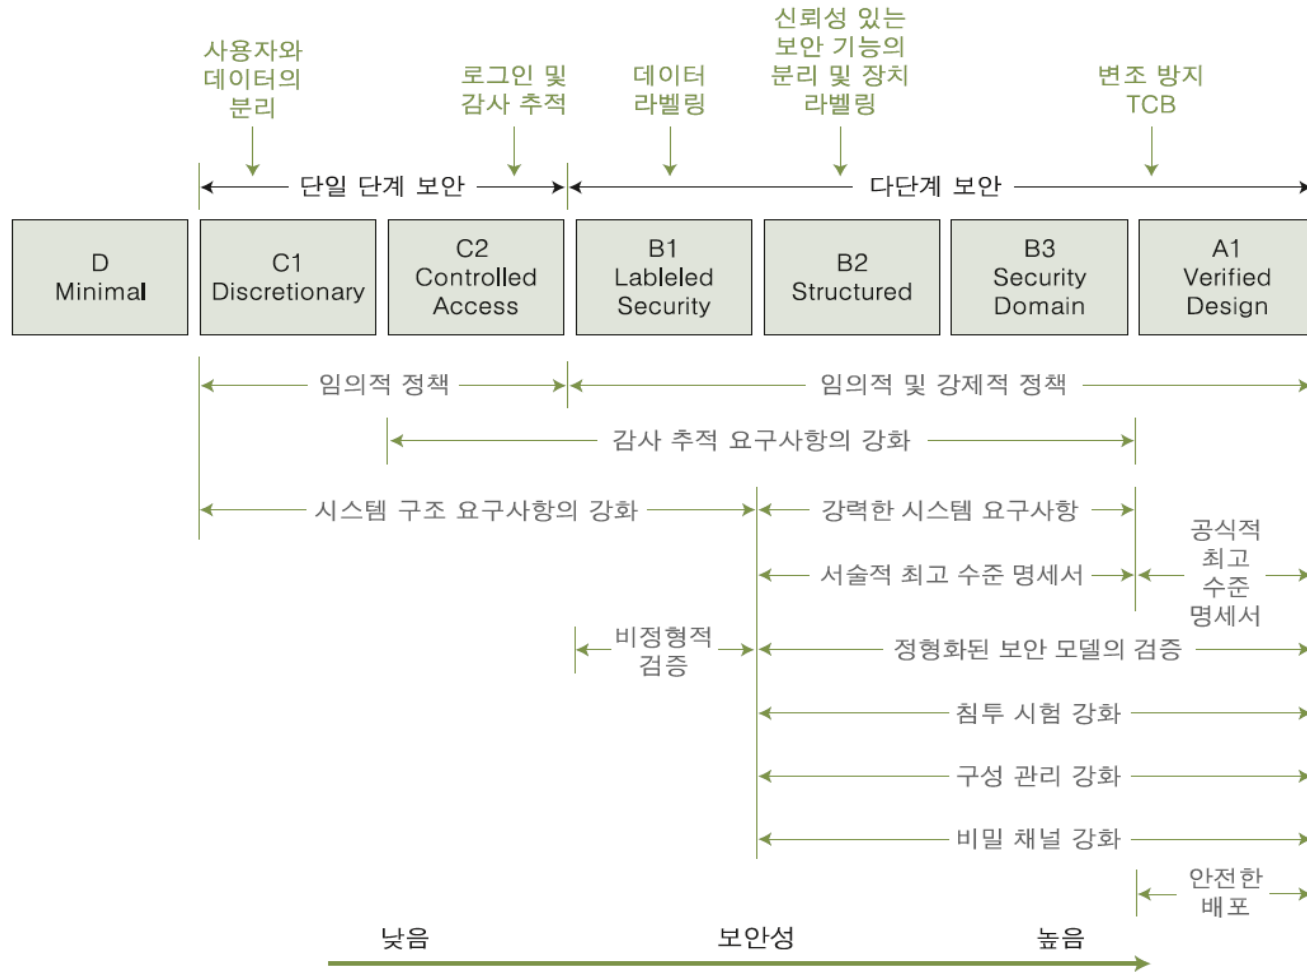 사용자와
데이터의
분리
로그인 및
감사 추적
데이터
라벨링
신뢰성 있는
보안 기능의
분리 및 장치
라벨링
변조 방지
TCB
단일 단계 보안
다단계 보안
D
Minimal
C1
Discretionary
C2
Controlled
Access
B1
Lableled
Security
B2
Structured
B3
Security
Domain
A1
Verified
Design
임의적 정책
임의적 및 강제적 정책
감사 추적 요구사항의 강화
시스템 구조 요구사항의 강화
강력한 시스템 요구사항
서술적 최고 수준 명세서
공식적
최고
수준
명세서
비정형적
검증
정형화된 보안 모델의 검증
침투 시험 강화
구성 관리 강화
비밀 채널 강화
안전한
배포
낮음
보안성
높음